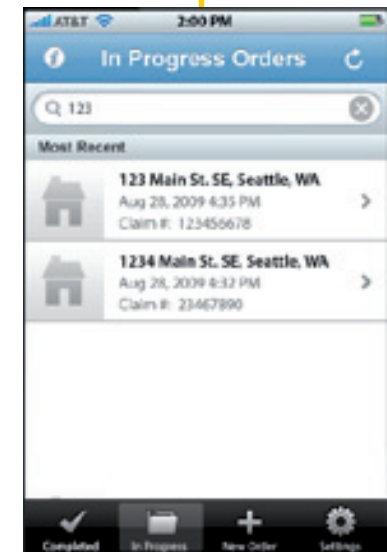 AT&T 2:00 PM
In Progress Orders
123
Most Recent
123 Main St. SE, Seattle, WA
Aug 28, 2009 4:35 PM
Claim #: 123456678
1234 Main St. SE, Seattle, WA
Aug 28, 2009 4:32 PM
Claim #: 23467890
Completed In Progress New Order Settings